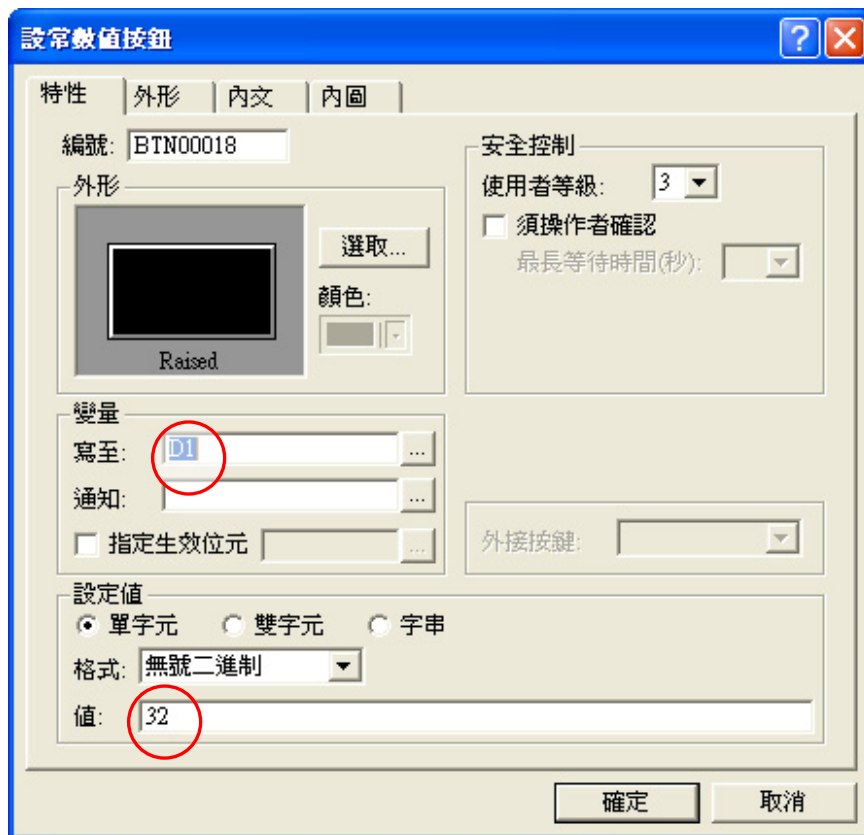 設常數值按鈕
特性 外形 內文 內圖
編號: BTN00018
外形
選取...
顏色:
Raised
安全控制
使用者等級: 3
須操作者確認
最長等待時間(秒):
變量
寫至: D1 ...
通知: ...
指定生效位元 ...
外接按鍵:
設定值
單字元 雙字元 字串
格式: 無號二進制
值: 32
確定 取消